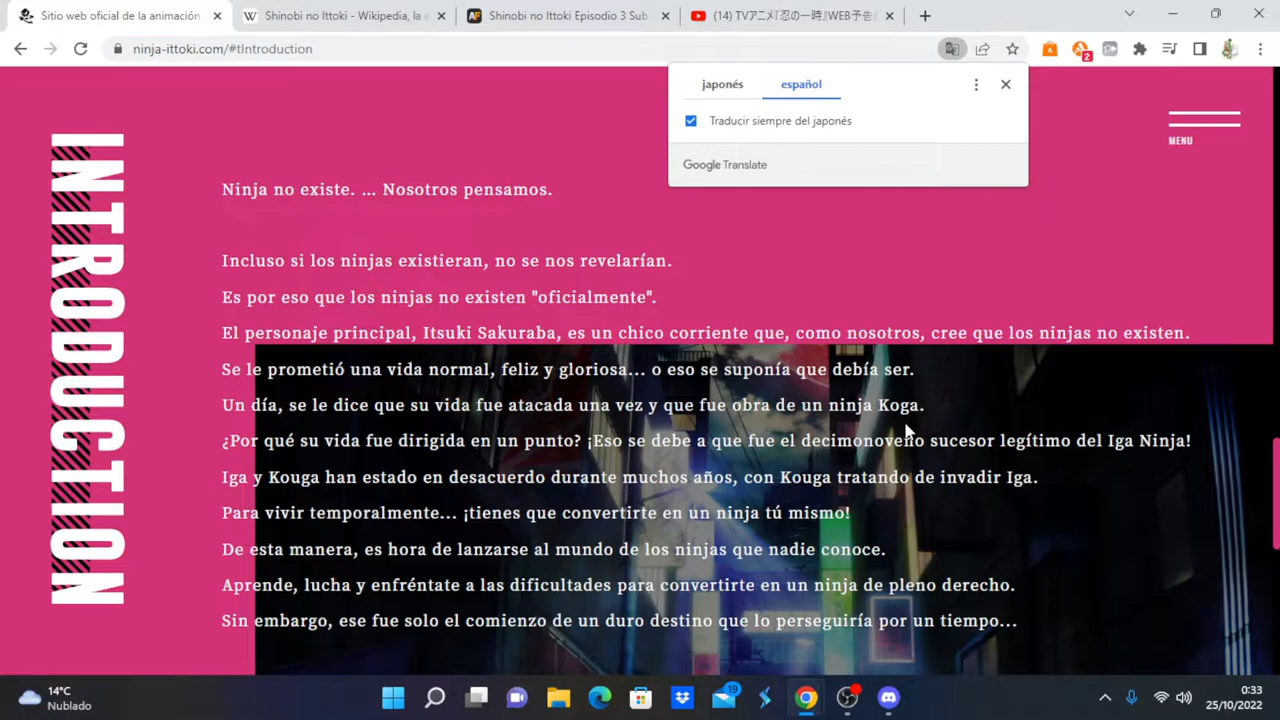 Sitio web oficial de la animación
Shinobi no Ittoki - Wikipedia, la e
Shinobi no Ittoki Episodio 3 Sub
(14) TVアニメ『忍の一時』WEB予告
ninja-ittoki.com/#tIntroduction
2
japonés
español
Traducir siempre del japonés
Google Translate
MENU
INTRODUCTION
Ninja no existe. ... Nosotros pensamos.
Incluso si los ninjas existieran, no se nos revelarían.
Es por eso que los ninjas no existen "oficialmente".
El personaje principal, Itsuki Sakuraba, es un chico corriente que, como nosotros, cree que los ninjas no existen.
Se le prometió una vida normal, feliz y gloriosa... o eso se suponía que debía ser.
Un día, se le dice que su vida fue atacada una vez y que fue obra de un ninja Koga.
¿Por qué su vida fue dirigida en un punto? ¡Eso se debe a que fue el decimonoveno sucesor legítimo del Iga Ninja!
Iga y Kouga han estado en desacuerdo durante muchos años, con Kouga tratando de invadir Iga.
Para vivir temporalmente... ¡tienes que convertirte en un ninja tú mismo!
De esta manera, es hora de lanzarse al mundo de los ninjas que nadie conoce.
Aprende, lucha y enfréntate a las dificultades para convertirte en un ninja de pleno derecho.
Sin embargo, ese fue solo el comienzo de un duro destino que lo perseguiría por un tiempo...
14°C
Nublado
19
0:33
25/10/2022